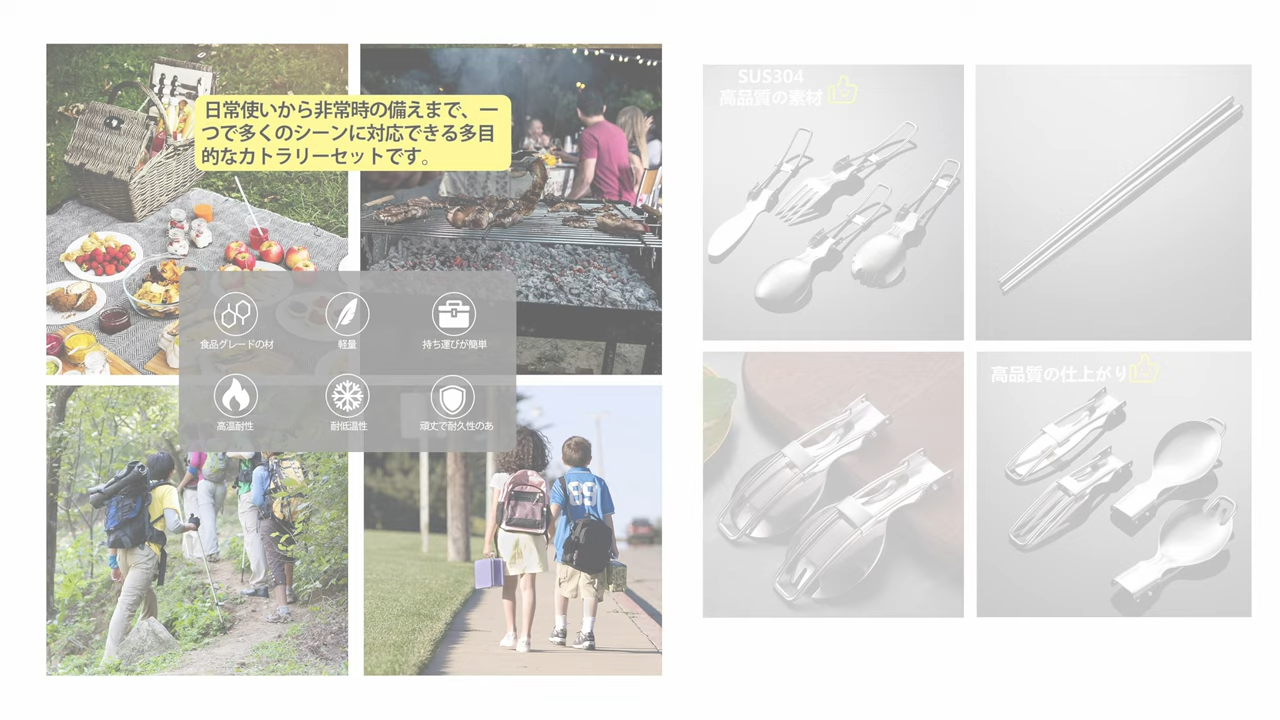 日常使いから非常時の備えまで、一
つで多くのシーンに対応できる多目
的なカトラリーセットです。
食品グレードの材
軽量
持ち運びが簡単
高温耐性
耐低温性
頑丈で耐久性のあ
SUS304
高品質の素材
高品質の仕上がり
89